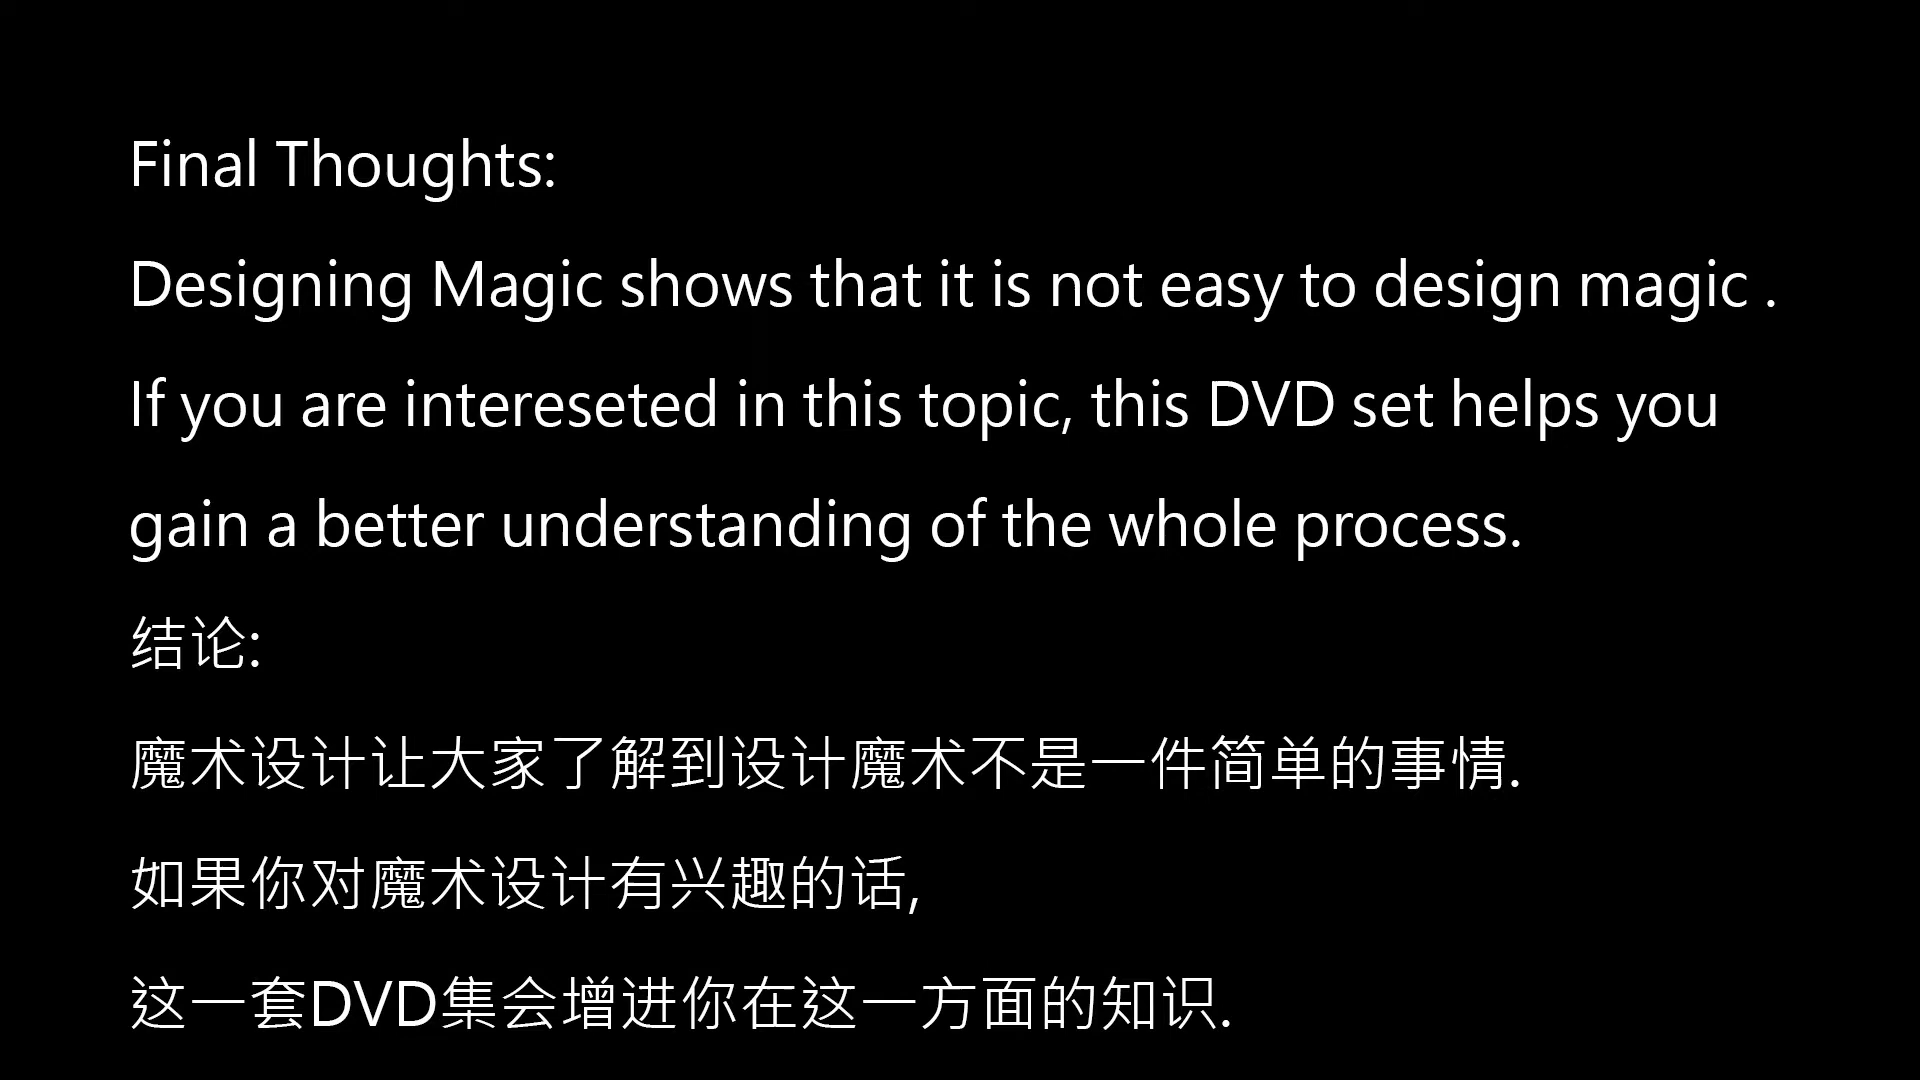 Final Thoughts:
Designing Magic shows that it is not easy to design magic .
If you are intereseted in this topic, this DVD set helps you
gain a better understanding of the whole process.
结论:
魔术设计让大家了解到设计魔术不是一件简单的事情.
如果你对魔术设计有兴趣的话,
这一套DVD集会增进你在这一方面的知识.